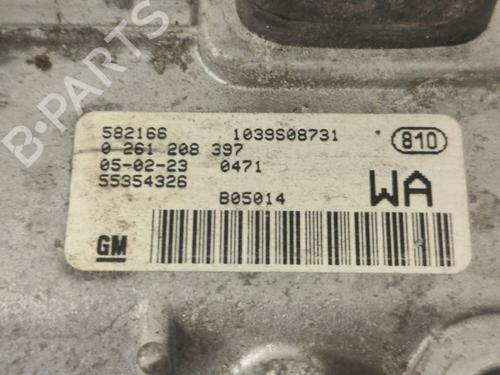 582166 1039S08731 810
0 261 208 397
05-02-23 0471
55354326 WA
B05014
GM
B-PARTS